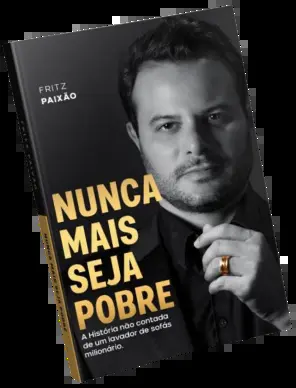 FRITZ
PAIXÃO
NUNCA
MAIS
SEJA
POBRE
A História não contada
de um lavador de sofás
milionário.